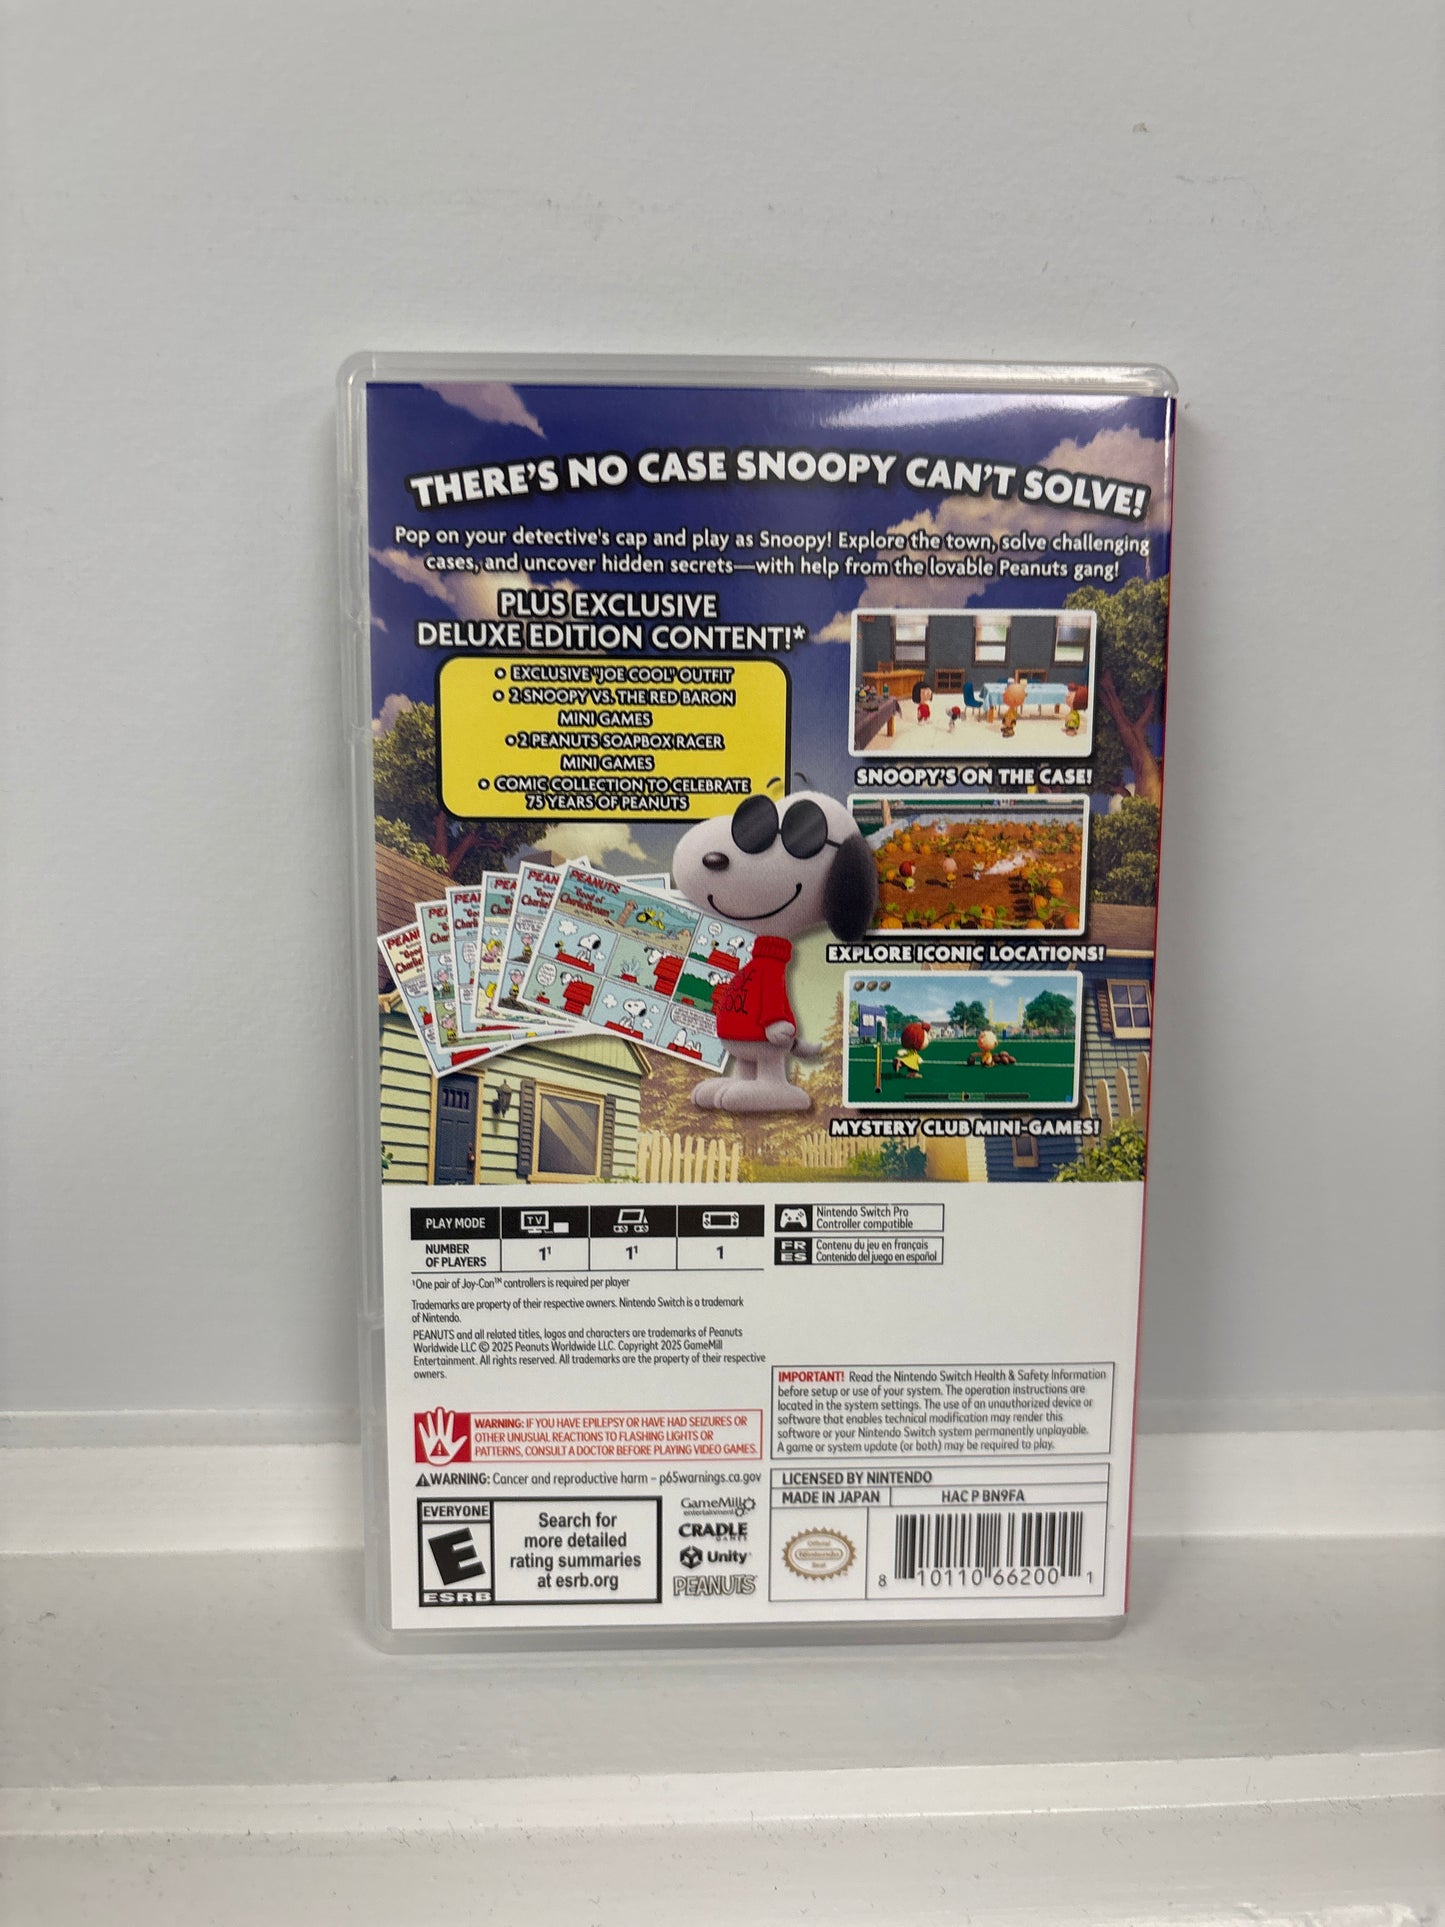 THERE'S NO CASE SNOOPY CAN'T SOLVE!
Pop on your detective's cap and play as Snoopy! Explore the town, solve challenging
cases, and uncover hidden secrets—with help from the lovable Peanuts gang!
PLUS EXCLUSIVE
DELUXE EDITION CONTENT!*
• EXCLUSIVE "JOE COOL" OUTFIT
• 2 SNOOPY VS. THE RED BARON
MINI GAMES
• 2 PEANUTS SOAPBOX RACER
MINI GAMES
• COMIC COLLECTION TO CELEBRATE
75 YEARS OF PEANUTS
SNOOPY'S ON THE CASE!
EXPLORE ICONIC LOCATIONS!
MYSTERY CLUB MINI-GAMES!
PEANUTS
"Good ol'
CharlieBrown"
PLAY MODE
TV
NUMBER
OF PLAYERS
1¹
1¹
1
Nintendo Switch Pro
Controller compatible
FR
ES
Contenu du jeu en français
Contenido del juego en español
¹One pair of Joy-Con™ controllers is required per player
Trademarks are property of their respective owners. Nintendo Switch is a trademark
of Nintendo.
PEANUTS and all related titles, logos and characters are trademarks of Peanuts
Worldwide LLC © 2025 Peanuts Worldwide LLC. Copyright 2025 GameMill
Entertainment. All rights reserved. All trademarks are the property of their respective
owners.
IMPORTANT! Read the Nintendo Switch Health & Safety Information
before setup or use of your system. The operation instructions are
located in the system settings. The use of an unauthorized device or
software that enables technical modification may render this
software or your Nintendo Switch system permanently unplayable.
A game or system update (or both) may be required to play.
WARNING: IF YOU HAVE EPILEPSY OR HAVE HAD SEIZURES OR
OTHER UNUSUAL REACTIONS TO FLASHING LIGHTS OR
PATTERNS, CONSULT A DOCTOR BEFORE PLAYING VIDEO GAMES.
WARNING: Cancer and reproductive harm – p65warnings.ca.gov
LICENSED BY NINTENDO
MADE IN JAPAN
HAC P BN9FA
EVERYONE
E
ESRB
Search for
more detailed
rating summaries
at esrb.org
GameMill
entertainment
CRADLE
GAMES
Unity
PEANUTS
Official
Nintendo
Seal
8 10110 66200 1